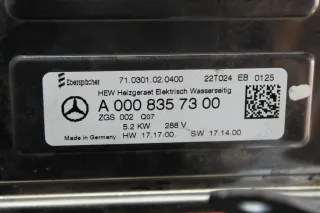 Eberspächer
71.0301.02.0400 22T024 EB 0125
HEW Heizgeraet Elektrisch Wasserseitig
A 000 835 73 00
ZGS 002 Q07
5.2 KW 288 V
Made in Germany HW 17.17.00. SW 17.14.00